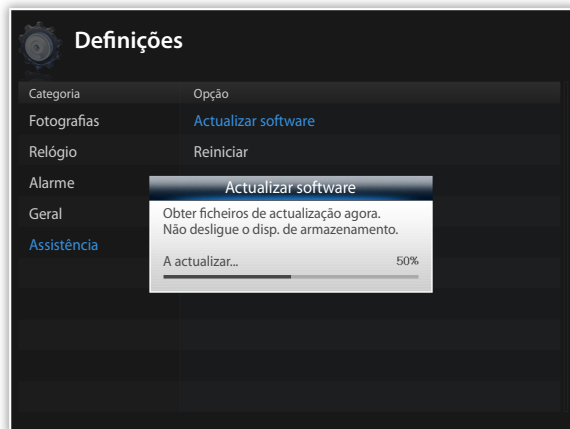 Definições
Categoria Opção
Fotografias Actualizar software
Relógio Reiniciar
Alarme
Geral
Assistência
Actualizar software
Obter ficheiros de actualização agora.
Não desligue o disp. de armazenamento.
A actualizar... 50%